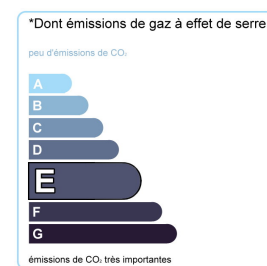 *Dont émissions de gaz à effet de serre
peu d'émissions de CO₂
A
B
C
D
E
F
G
émissions de CO₂ très importantes